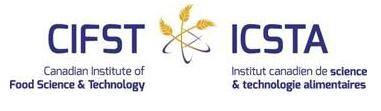 CIFST ICSTA
Canadian Institute of
Food Science & Technology
Institut canadien de science
& technologie alimentaires